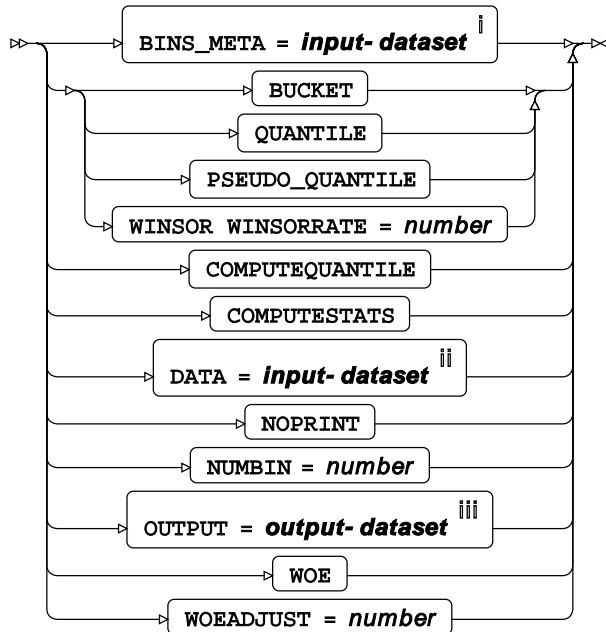 BINS_META = input- dataset i
BUCKET
QUANTILE
PSEUDO_QUANTILE
WINSOR WINSORRATE = number
COMPUTEQUANTILE
COMPUTESTATS
DATA = input- dataset ii
NOPRINT
NUMBIN = number
OUTPUT = output- dataset iii
WOE
WOEADJUST = number